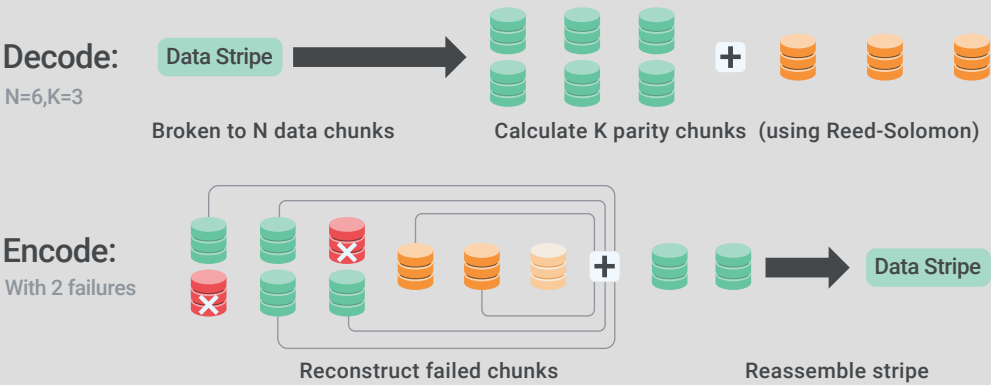 Decode:
N=6,K=3
Data Stripe
+
Broken to N data chunks
Calculate K parity chunks (using Reed-Solomon)
Encode:
With 2 failures
+
Data Stripe
Reconstruct failed chunks
Reassemble stripe